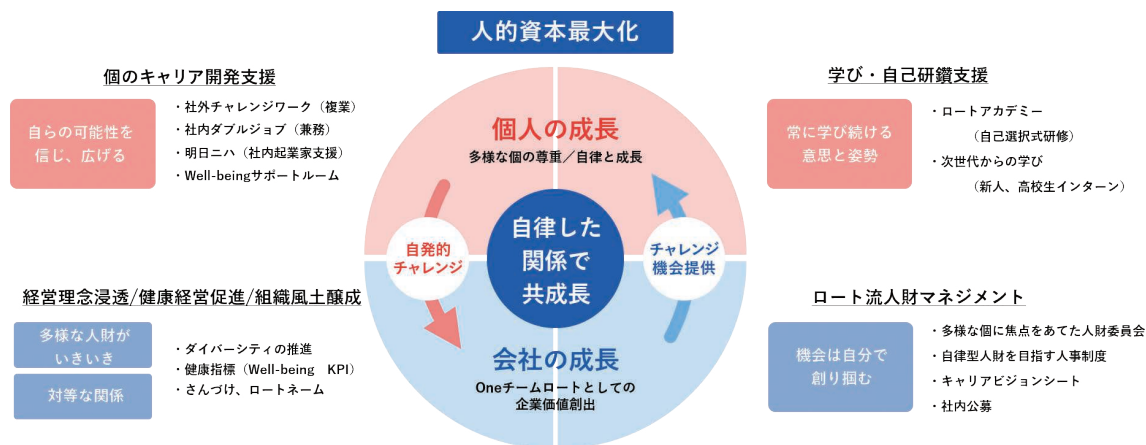 人的資本最大化
個のキャリア開発支援
自らの可能性を
信じ、広げる
・社外チャレンジワーク（複業）
・社内ダブルジョブ（兼務）
・明日ニハ（社内起業家支援）
・Well-beingサポートルーム
学び・自己研鑽支援
常に学び続ける
意思と姿勢
・ロートアカデミー
（自己選択式研修）
・次世代からの学び
（新人、高校生インターン）
個人の成長
多様な個の尊重／自律と成長
自発的
チャレンジ
自律した
関係で
共成長
チャレンジ
機会提供
会社の成長
Oneチームロートとしての
企業価値創出
経営理念浸透/健康経営促進/組織風土醸成
多様な人財が
いきいき
対等な関係
・ダイバーシティの推進
・健康指標（Well-being　KPI）
・さんづけ、ロートネーム
ロート流人財マネジメント
機会は自分で
創り掴む
・多様な個に焦点をあてた人財委員会
・自律型人財を目指す人事制度
・キャリアビジョンシート
・社内公募